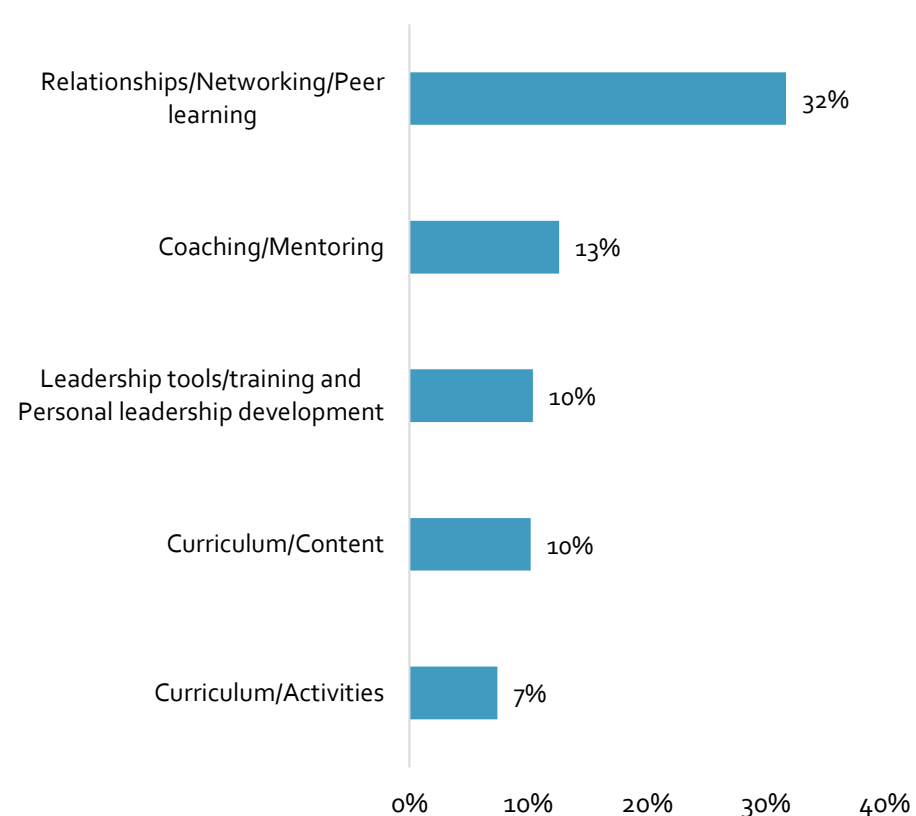 Relationships/Networking/Peer
learning
32%
Coaching/Mentoring
13%
Leadership tools/training and
Personal leadership development
10%
Curriculum/Content
10%
Curriculum/Activities
7%
0% 10% 20% 30% 40%